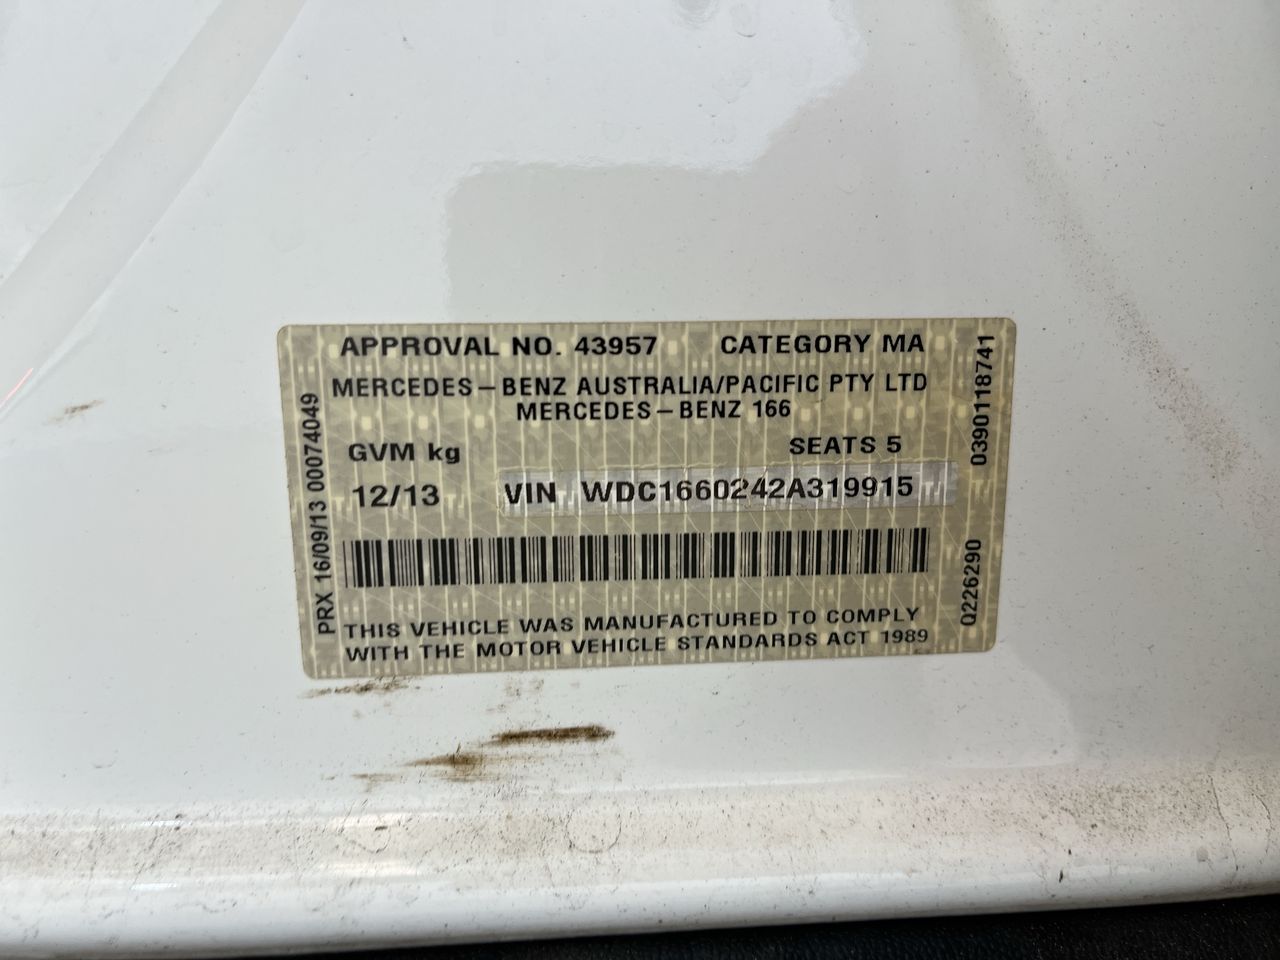 APPROVAL NO. 43957 CATEGORY MA
MERCEDES-BENZ AUSTRALIA/PACIFIC PTY LTD
MERCEDES-BENZ 166
GVM kg SEATS 5
12/13 VIN WDC1660242A319915
THIS VEHICLE WAS MANUFACTURED TO COMPLY
WITH THE MOTOR VEHICLE STANDARDS ACT 1989
PRX 16/09/13 00074049
0390118741
Q226290